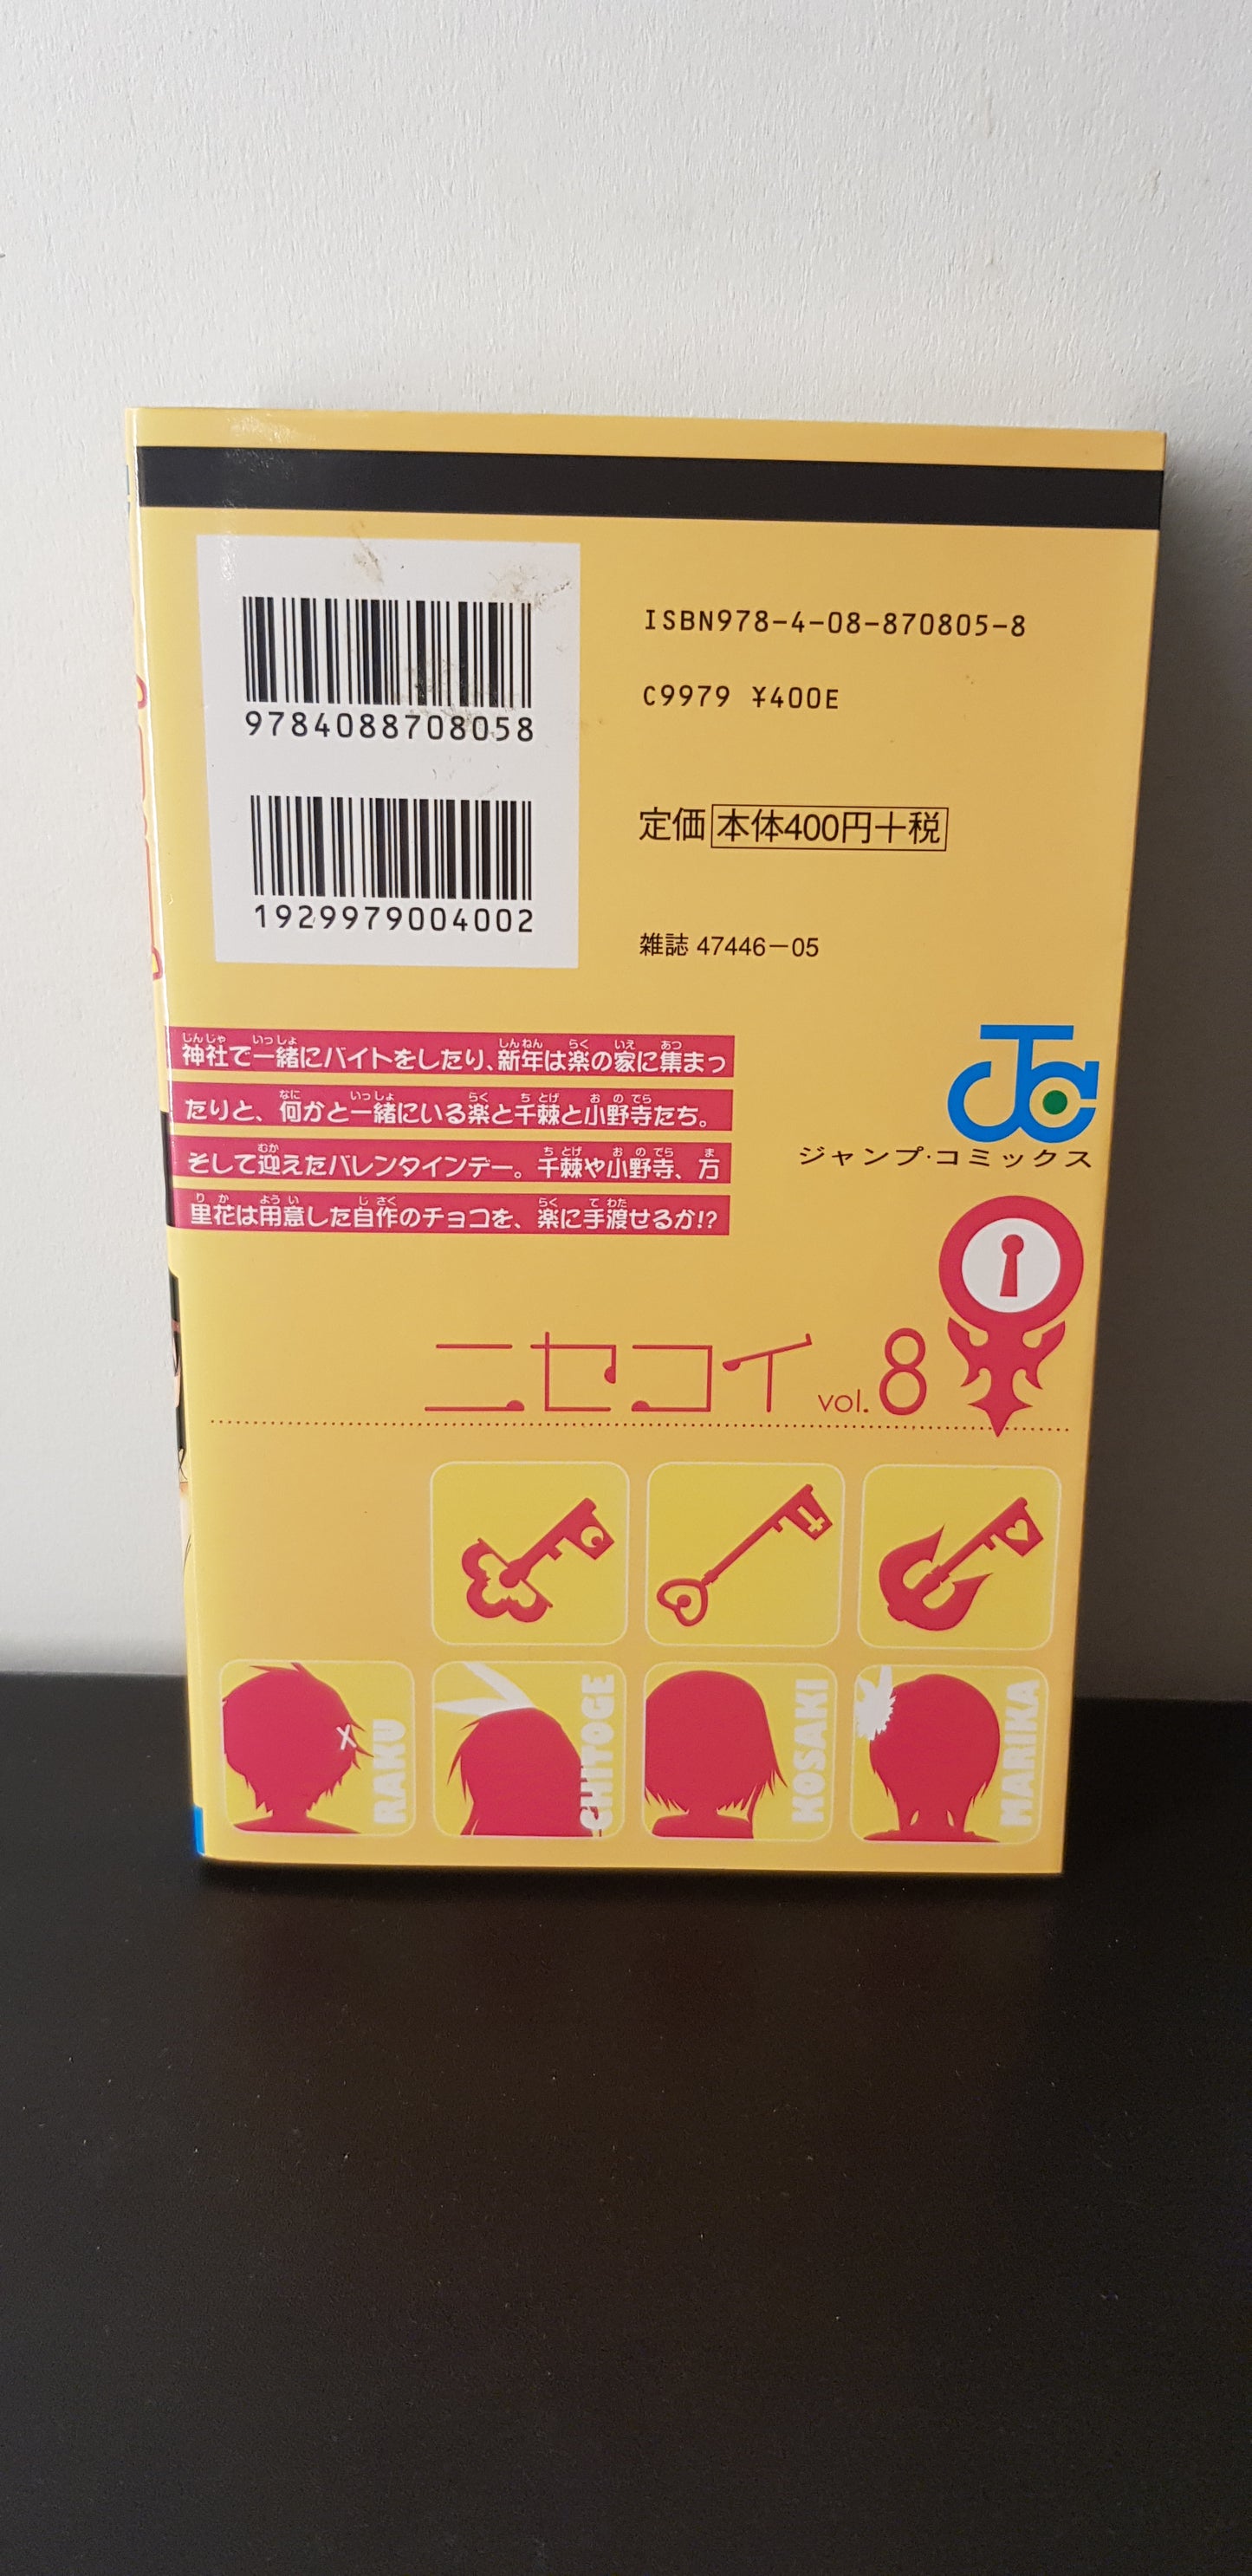 9784088708058
1929979004002
ISBN978-4-08-870805-8
C9979 ¥400E
定価 本体400円+税
雑誌 47446-05
神社で一緒にバイトをしたり、新年は楽の家に集まっ
たりと、何かと一緒にいる楽と千棘と小野寺たち。
そして迎えたバレンタインデー。千棘や小野寺、万
里花は用意した自作のチョコを、楽に手渡せるか!?
JC
ジャンプ·コミックス
ニセコイ vol. 8
RAKU
CHITOGE
KOSAKI
MARIKA